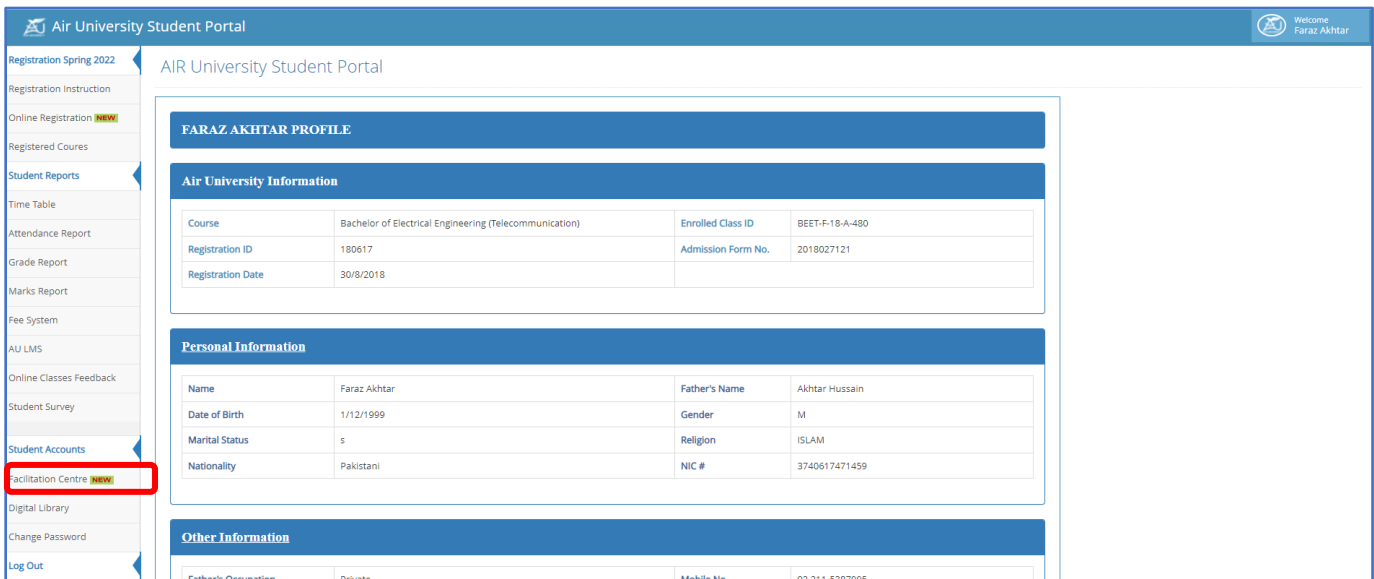 Air University Student Portal
Welcome
Faraz Akhtar
Registration Spring 2022
Registration Instruction
Online Registration NEW
Registered Coures
Student Reports
Time Table
Attendance Report
Grade Report
Marks Report
Fee System
AU LMS
Online Classes Feedback
Student Survey
Student Accounts
Facilitation Centre NEW
Digital Library
Change Password
Log Out
AIR University Student Portal
FARAZ AKHTAR PROFILE
Air University Information
Course Bachelor of Electrical Engineering (Telecommunication) Enrolled Class ID BEET-F-18-A-480
Registration ID 180617 Admission Form No. 2018027121
Registration Date 30/8/2018
Personal Information
Name Faraz Akhtar Father's Name Akhtar Hussain
Date of Birth 1/12/1999 Gender M
Marital Status s Religion ISLAM
Nationality Pakistani NIC # 3740617471459
Other Information
Father's Occupation Private Mobile No